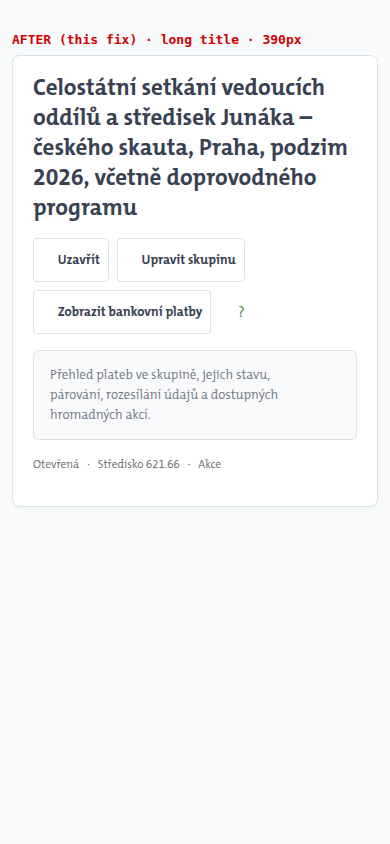 AFTER (this fix) · long title · 390px
Celostátní setkání vedoucích
oddílů a středisek Junáka –
českého skauta, Praha, podzim
2026, včetně doprovodného
programu
Uzavřít Upravit skupinu
Zobrazit bankovní platby ?
Přehled plateb ve skupině, jejich stavu,
párování, rozesílání údajů a dostupných
hromadných akcí.
Otevřená · Středisko 621.66 · Akce